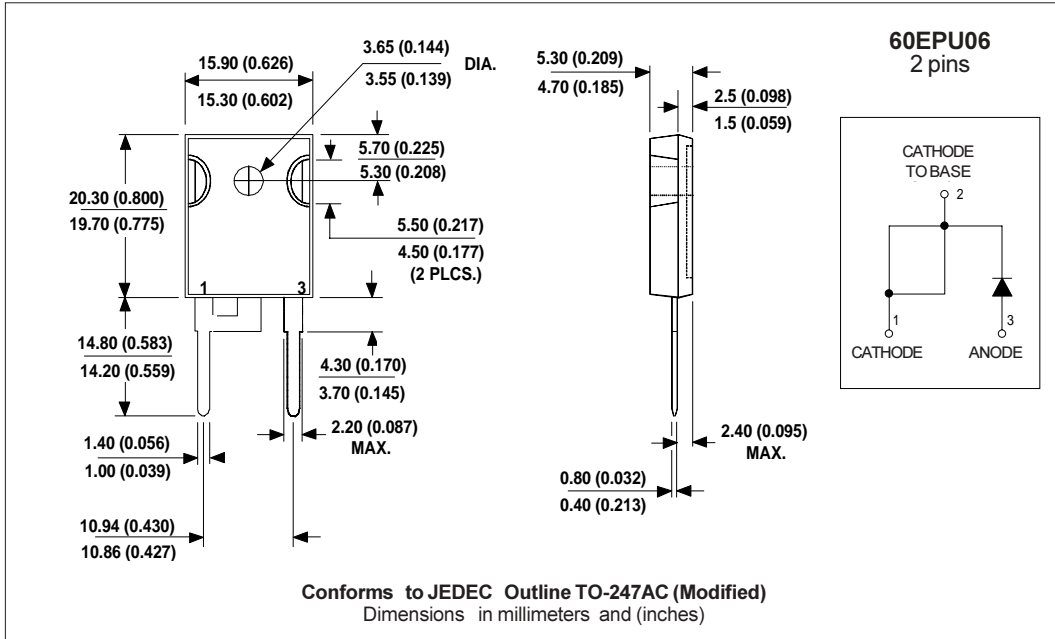 60EPU06
2 pins
15.90 (0.626)
15.30 (0.602)
3.65 (0.144)
3.55 (0.139)
DIA.
5.30 (0.209)
4.70 (0.185)
2.5 (0.098)
1.5 (0.059)
5.70 (0.225)
5.30 (0.208)
20.30 (0.800)
19.70 (0.775)
5.50 (0.217)
4.50 (0.177)
(2 PLCS.)
1
3
14.80 (0.583)
14.20 (0.559)
4.30 (0.170)
3.70 (0.145)
2.20 (0.087)
MAX.
1.40 (0.056)
1.00 (0.039)
10.94 (0.430)
10.86 (0.427)
2.40 (0.095)
MAX.
0.80 (0.032)
0.40 (0.213)
CATHODE
TO BASE
2
1
3
CATHODE
ANODE
Conforms to JEDEC Outline TO-247AC (Modified)
Dimensions in millimeters and (inches)